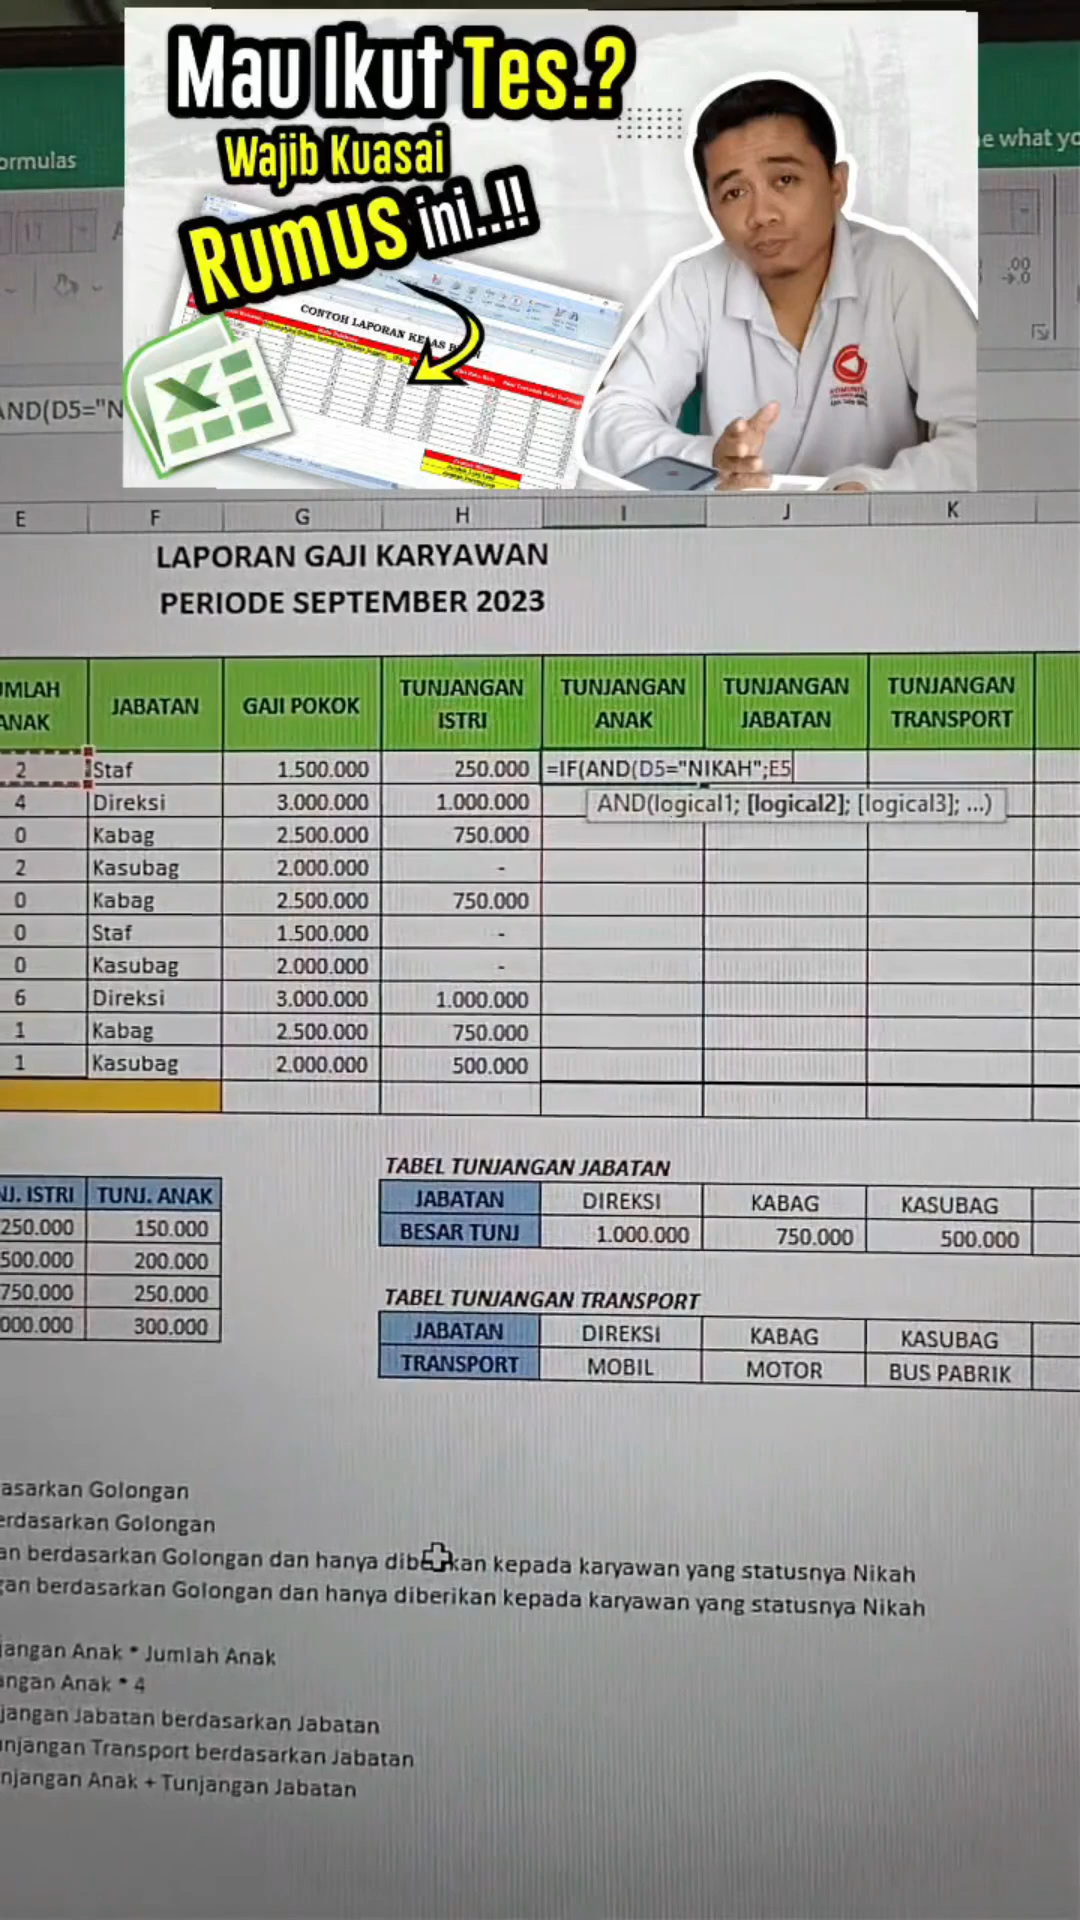 Mau Ikut Tes.?
Wajib Kuasai
Rumus ini..!!
CONTOH LAPORAN KELAS
ormulas
e what yo
11
.00
→.0
AND(D5="N
E F G H I J K
LAPORAN GAJI KARYAWAN
PERIODE SEPTEMBER 2023
UMLAH ANAK JABATAN GAJI POKOK TUNJANGAN ISTRI TUNJANGAN ANAK TUNJANGAN JABATAN TUNJANGAN TRANSPORT
2 Staf 1.500.000 250.000 =IF(AND(D5="NIKAH";E5
AND(logical1; [logical2]; [logical3]; ...)
4 Direksi 3.000.000 1.000.000
0 Kabag 2.500.000 750.000
2 Kasubag 2.000.000 -
0 Kabag 2.500.000 750.000
0 Staf 1.500.000 -
0 Kasubag 2.000.000 -
6 Direksi 3.000.000 1.000.000
1 Kabag 2.500.000 750.000
1 Kasubag 2.000.000 500.000
NJ. ISTRI TUNJ. ANAK
250.000 150.000
500.000 200.000
750.000 250.000
000.000 300.000
TABEL TUNJANGAN JABATAN
JABATAN DIREKSI KABAG KASUBAG
BESAR TUNJ 1.000.000 750.000 500.000
TABEL TUNJANGAN TRANSPORT
JABATAN DIREKSI KABAG KASUBAG
TRANSPORT MOBIL MOTOR BUS PABRIK
asarkan Golongan
erdasarkan Golongan
an berdasarkan Golongan dan hanya diberikan kepada karyawan yang statusnya Nikah
gan berdasarkan Golongan dan hanya diberikan kepada karyawan yang statusnya Nikah
jangan Anak * Jumlah Anak
angan Anak * 4
jangan Jabatan berdasarkan Jabatan
unjangan Transport berdasarkan Jabatan
njangan Anak + Tunjangan Jabatan